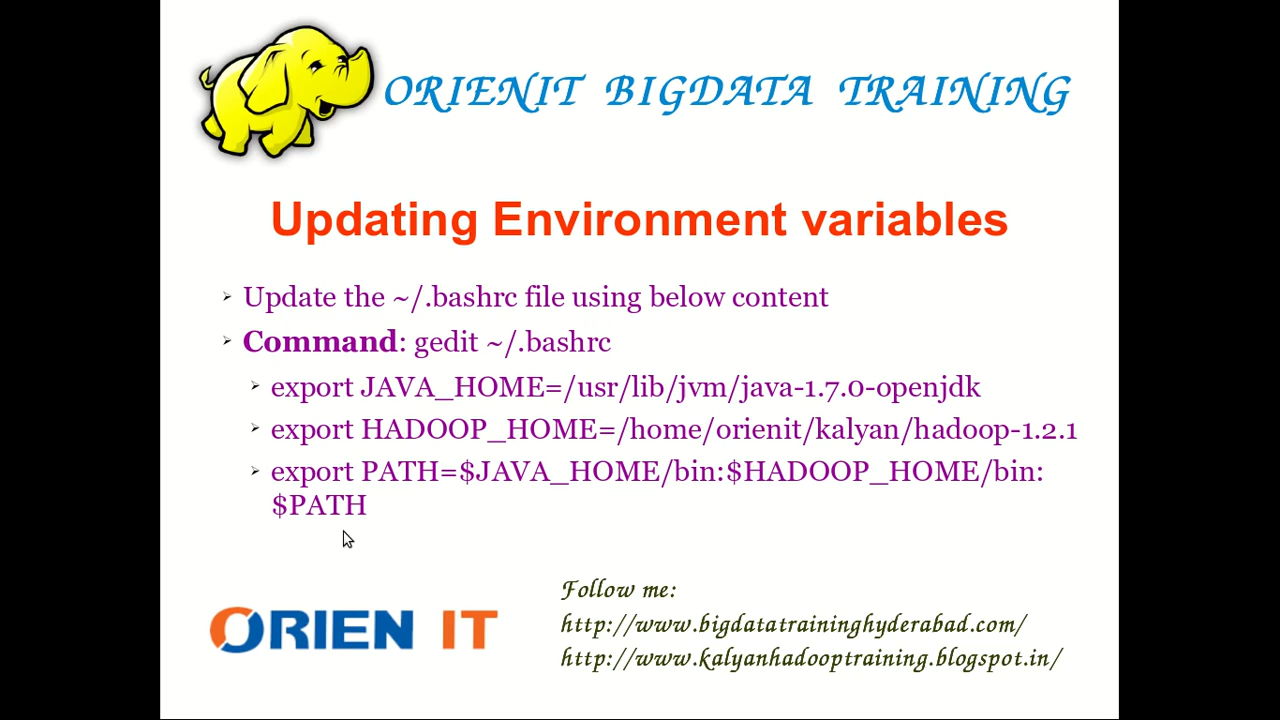 ORIENIT BIGDATA TRAINING
Updating Environment variables
Update the ~/.bashrc file using below content
Command: gedit ~/.bashrc
export JAVA_HOME=/usr/lib/jvm/java-1.7.0-openjdk
export HADOOP_HOME=/home/orienit/kalyan/hadoop-1.2.1
export PATH=$JAVA_HOME/bin:$HADOOP_HOME/bin:
$PATH
ORIEN IT
Follow me:
http://www.bigdatatraininghyderabad.com/
http://www.kalyanhadooptraining.blogspot.in/